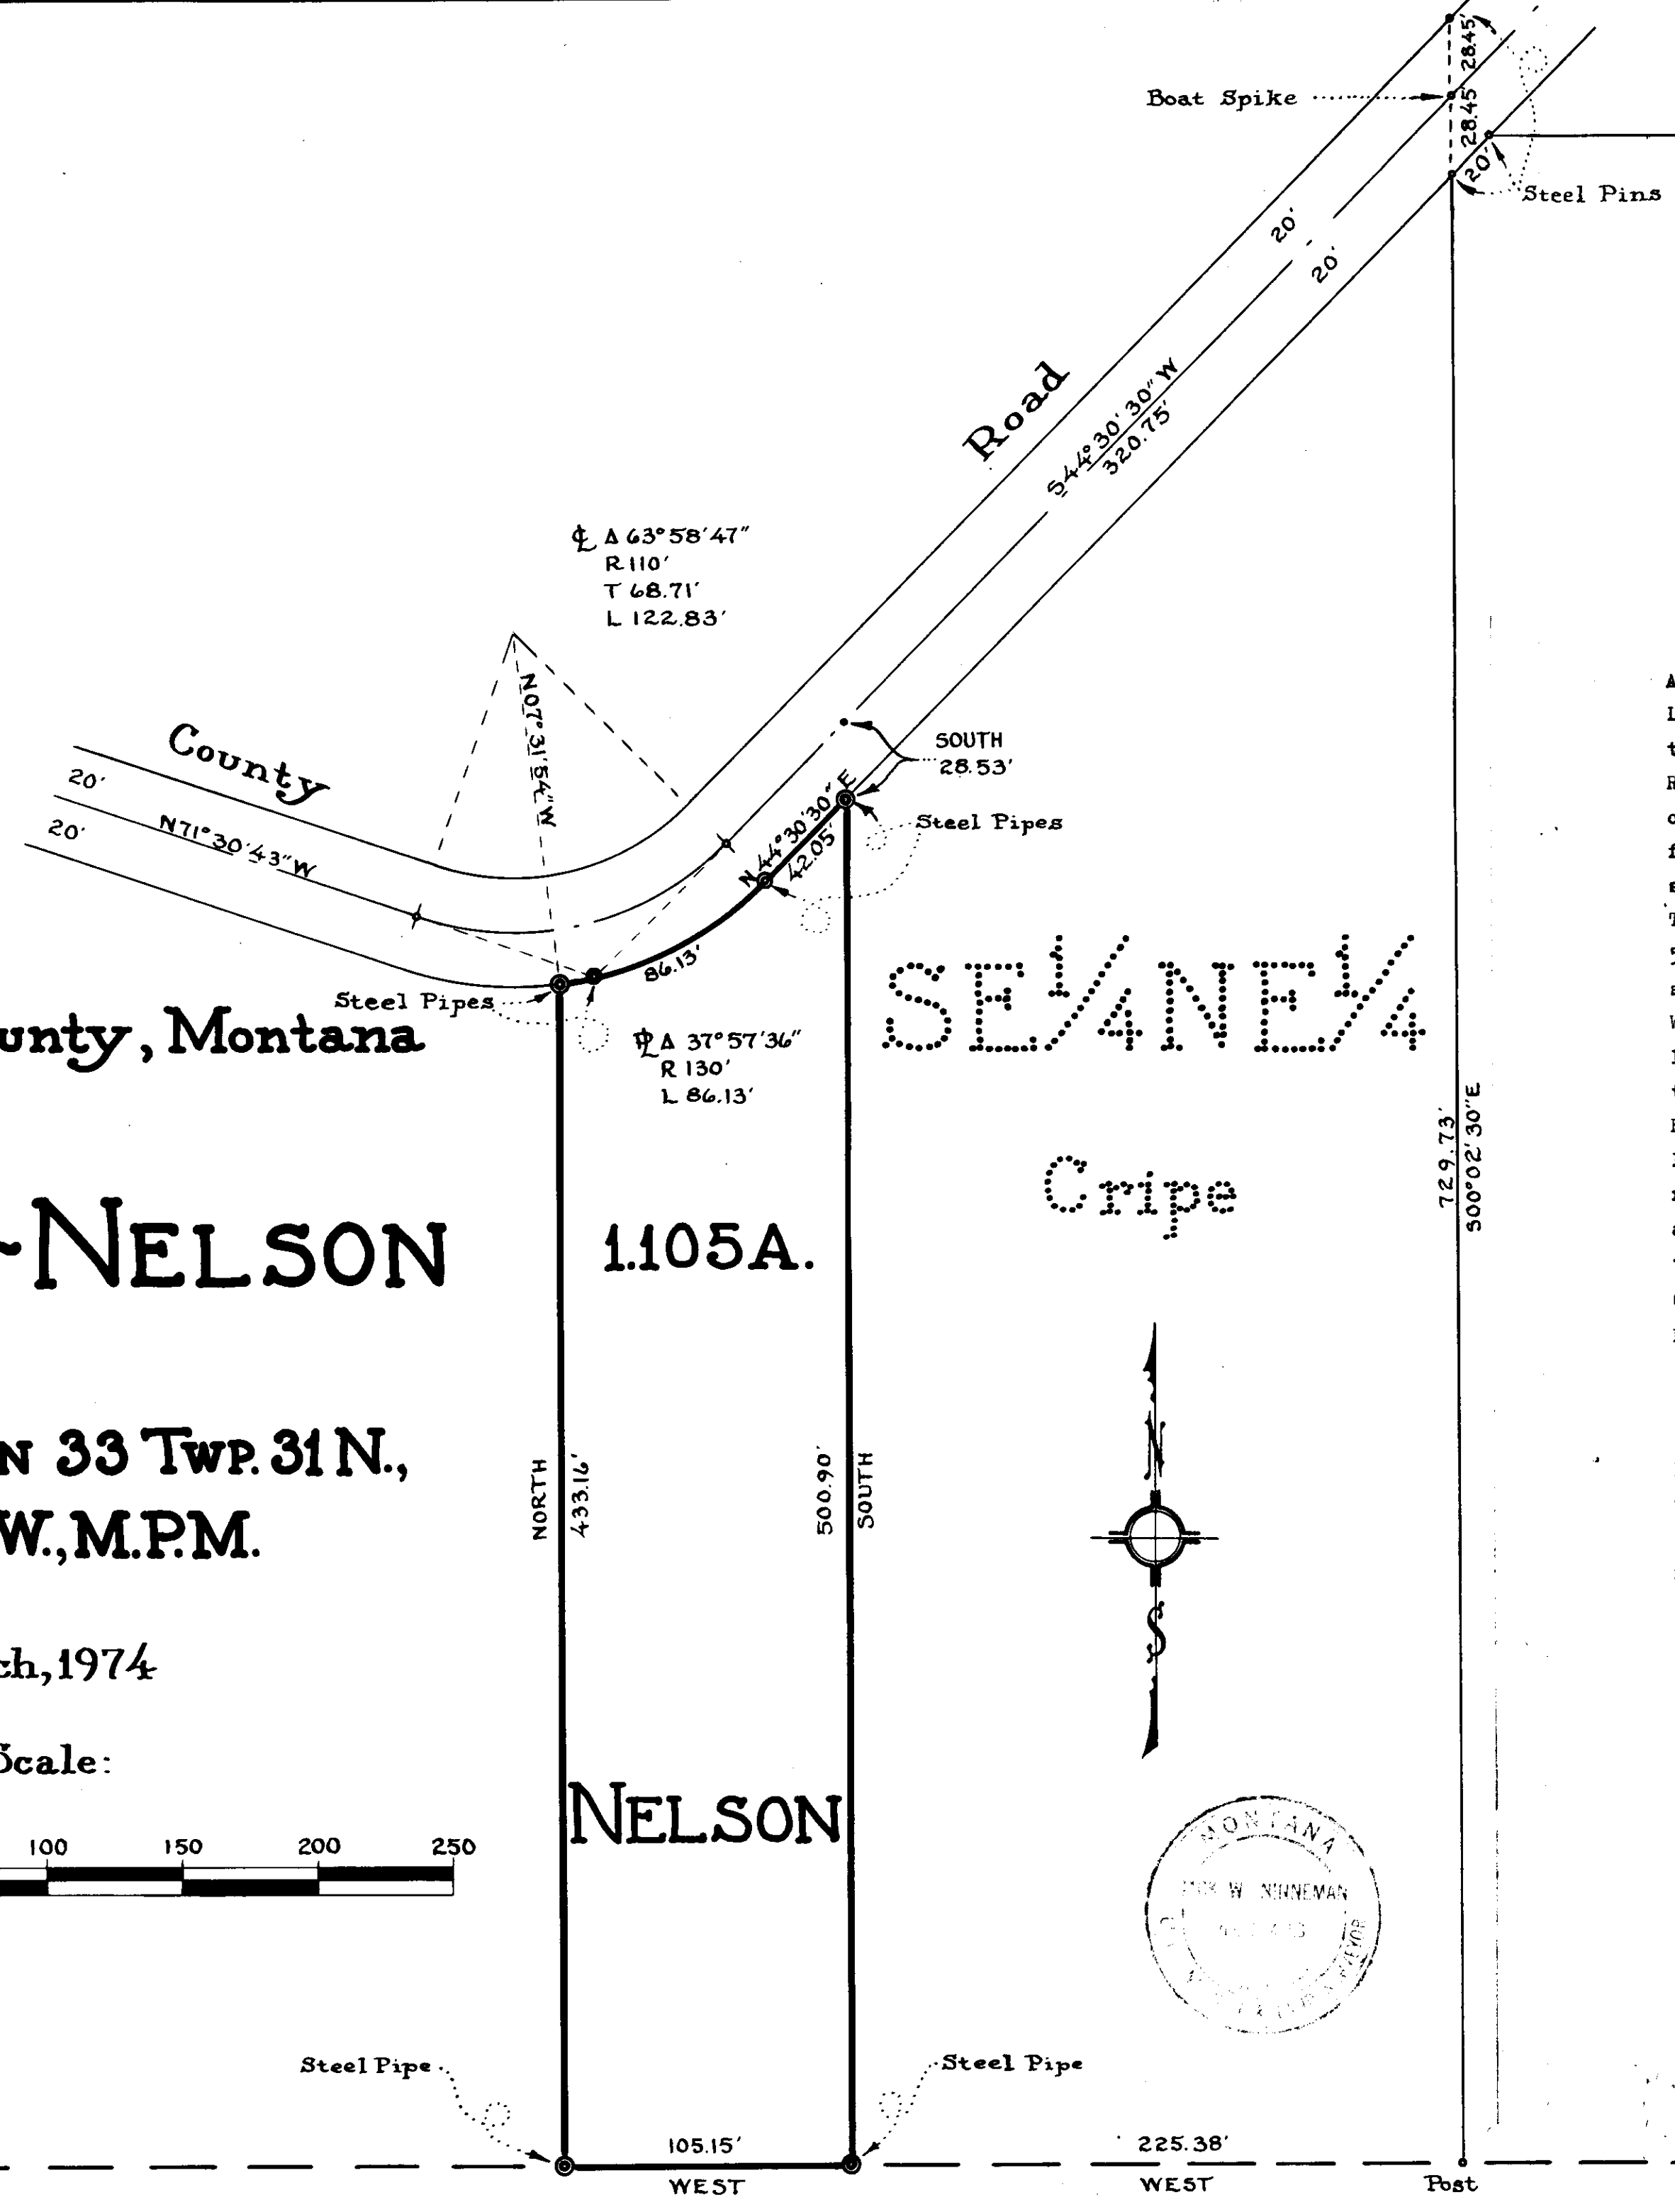 28.45'
Boat Spike
28.45'
20'
Steel Pins
20'
20'
Road
S44°30'30"W
320.75'
℄ Δ 63°58'47"
R 110'
T 68.71'
L 122.83'
N07°31'54"W
County
20'
N71°30'43"W
20'
SOUTH
28.53'
N 44°30'30" E
42.05'
Steel Pipes
86.13'
Steel Pipes
unty, Montana
SE¼NE¼
PL Δ 37°57'36"
R 130'
L 86.13'
729.73'
S00°02'30"E
Cripe
~NELSON
1.105A.
N
N 33 TWP. 31 N.,
W., M.P.M.
NORTH
433.16'
500.90'
SOUTH
S
ch, 1974
Scale:
NELSON
100 150 200 250
MONTANA
W NINNEMAN
Steel Pipe
Steel Pipe
105.15'
WEST
225.38'
WEST
Post